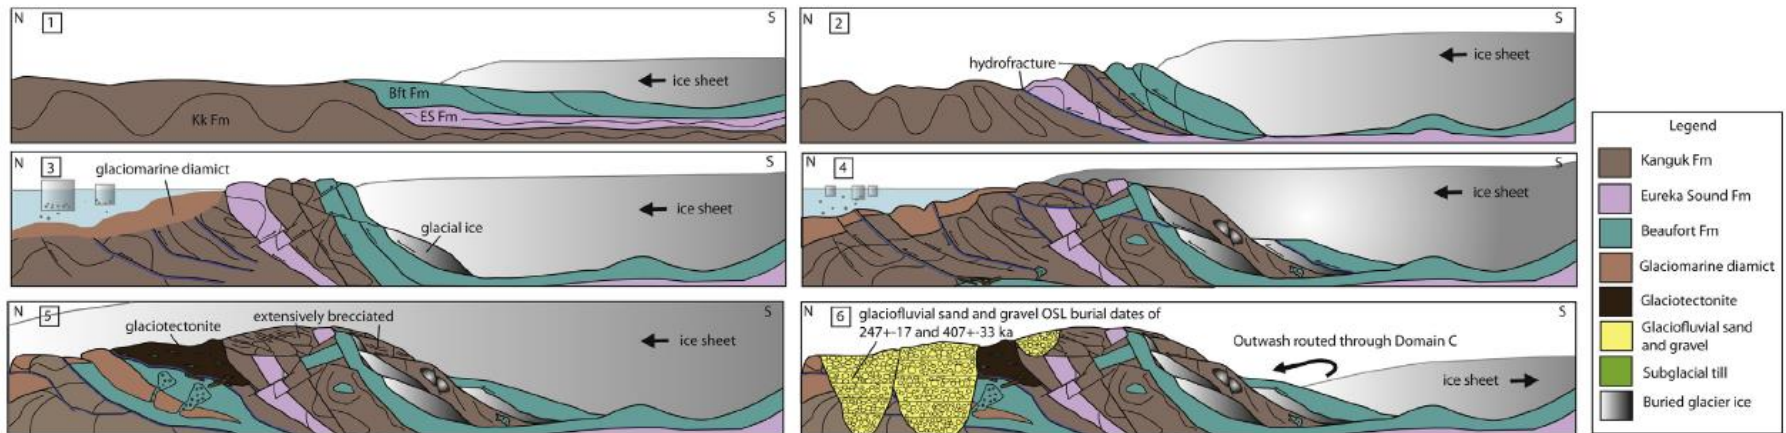 N 1 S
ice sheet
Bft Fm
ES Fm
Kk Fm
N 2 S
hydrofracture
ice sheet
N 3 S
glaciomarine diamict
ice sheet
glacial ice
N 4 S
ice sheet
N 5 S
glaciotectonite
extensively brecciated
ice sheet
N 6 S
glaciofluvial sand and gravel OSL burial dates of
247+-17 and 407+-33 ka
Outwash routed through Domain C
ice sheet
Legend
Kanguk Fm
Eureka Sound Fm
Beaufort Fm
Glaciomarine diamict
Glaciotectonite
Glaciofluvial sand
and gravel
Subglacial till
Buried glacier ice